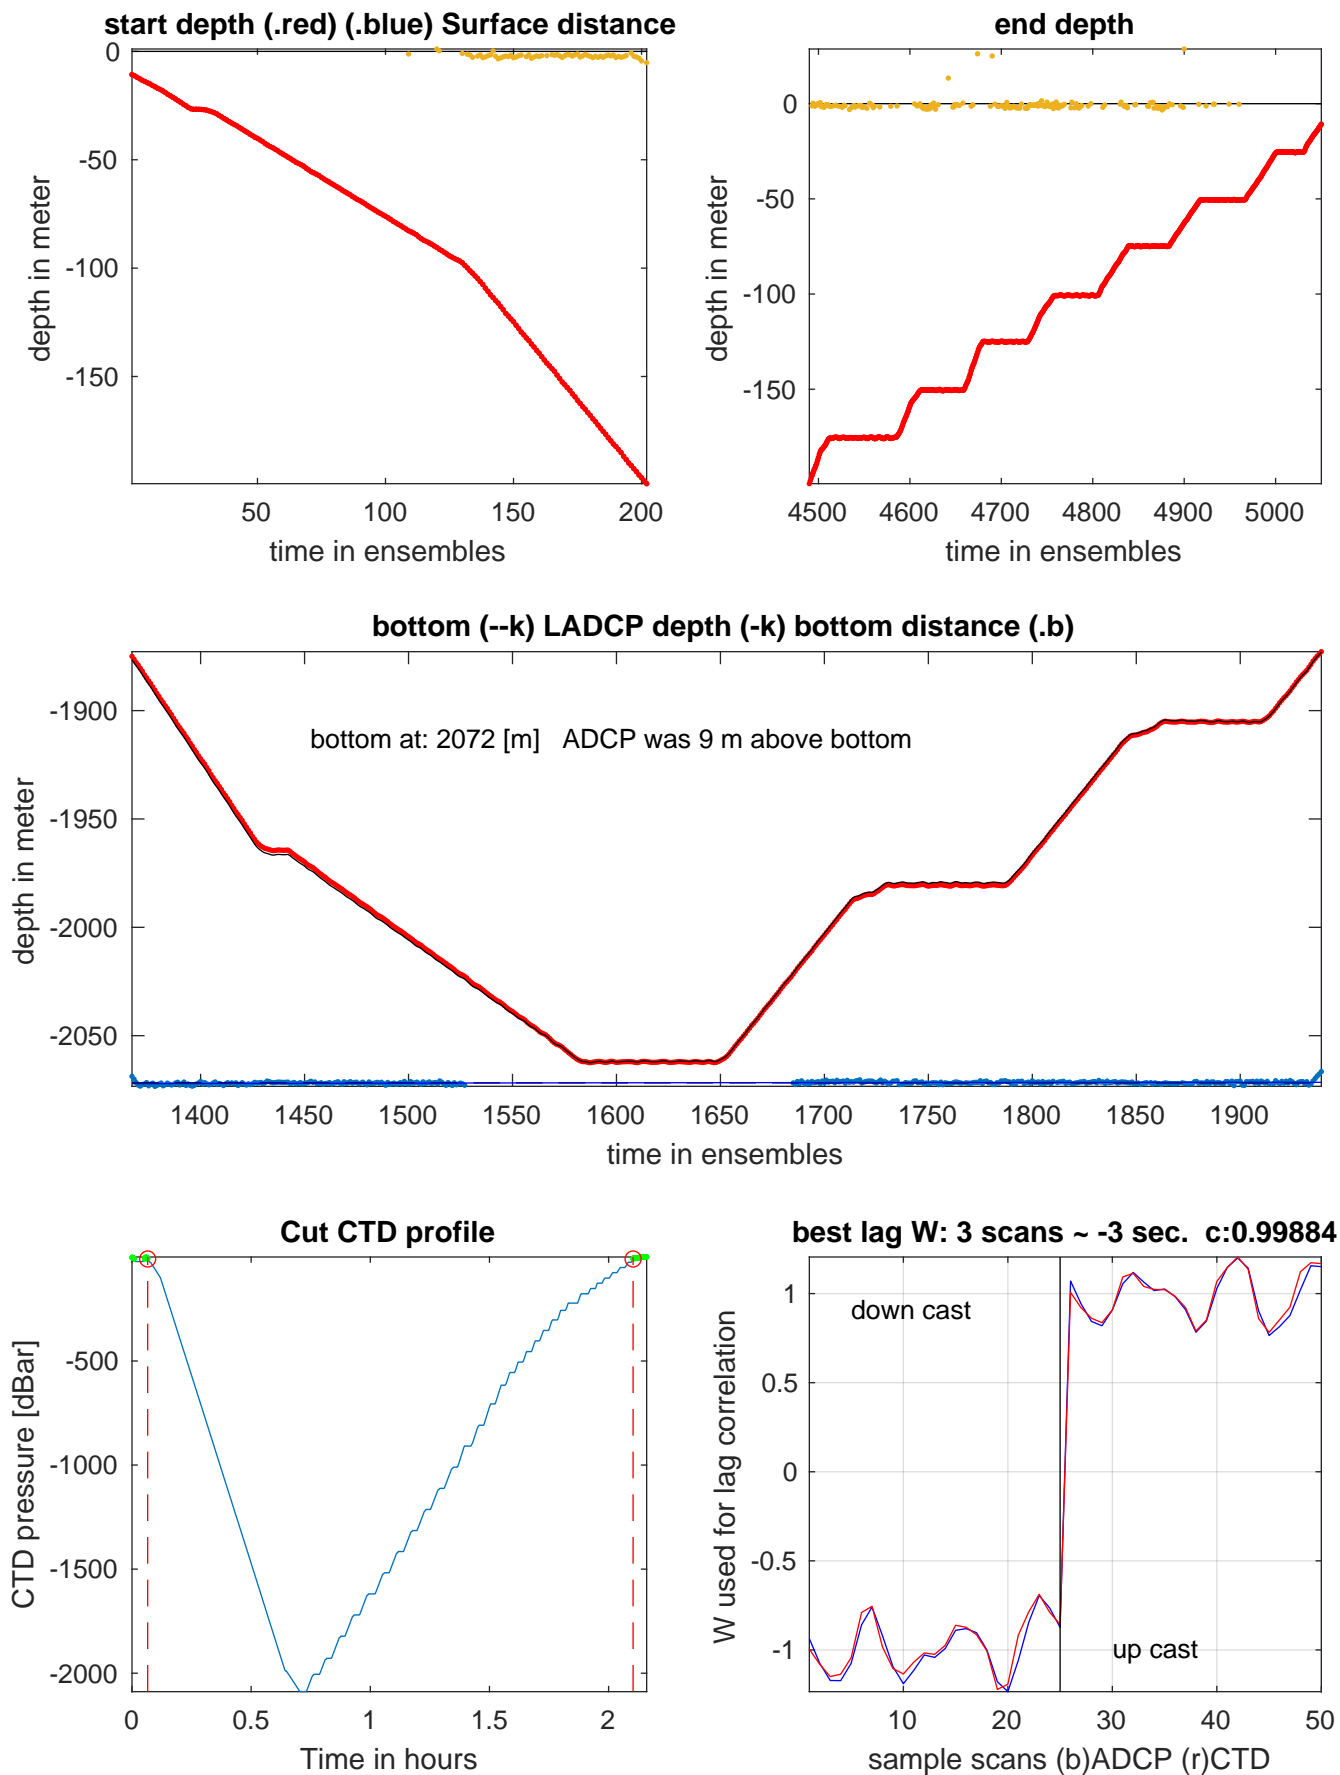 start depth (.red) (.blue) Surface distance
0
-50
-100
-150
depth in meter
50
100
150
200
time in ensembles
end depth
0
-50
-100
-150
depth in meter
4500
4600
4700
4800
4900
5000
time in ensembles
bottom (--k) LADCP depth (-k) bottom distance (.b)
bottom at: 2072 [m] ADCP was 9 m above bottom
-1900
-1950
-2000
-2050
depth in meter
1400
1450
1500
1550
1600
1650
1700
1750
1800
1850
1900
time in ensembles
Cut CTD profile
-500
-1000
-1500
-2000
CTD pressure [dBar]
0
0.5
1
1.5
2
Time in hours
best lag W: 3 scans ~ -3 sec. c:0.99884
1
0.5
0
-0.5
-1
W used for lag correlation
down cast
up cast
10
20
30
40
50
sample scans (b)ADCP (r)CTD